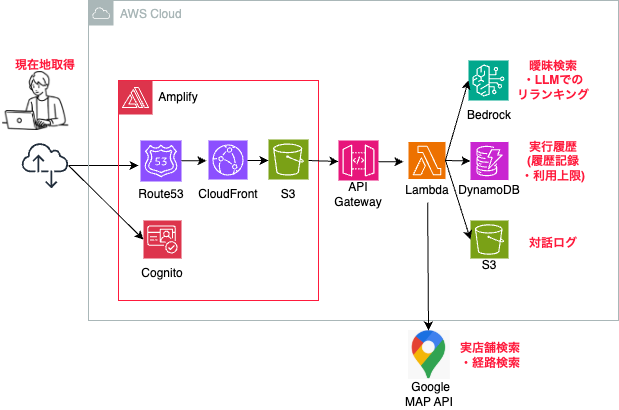 AWS Cloud
現在地取得
Amplify
53
Route53
CloudFront
S3
Cognito
API
Gateway
Lambda
Bedrock
曖昧検索
・LLMでの
リランキング
DynamoDB
実行履歴
(履歴記録
・利用上限)
S3
対話ログ
Google
MAP API
実店舗検索
・経路検索